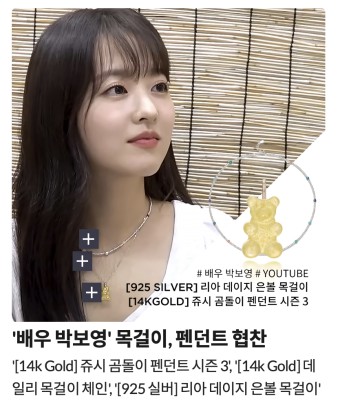 # 배우 박보영 # YOUTUBE
[925 SILVER] 리아 데이지 은볼 목걸이
[14KGOLD] 쥬시 곰돌이 펜던트 시즌 3
'배우 박보영' 목걸이, 펜던트 협찬
'[14k Gold] 쥬시 곰돌이 펜던트 시즌 3', '[14k Gold] 데
일리 목걸이 체인', '[925 실버] 리아 데이지 은볼 목걸이'